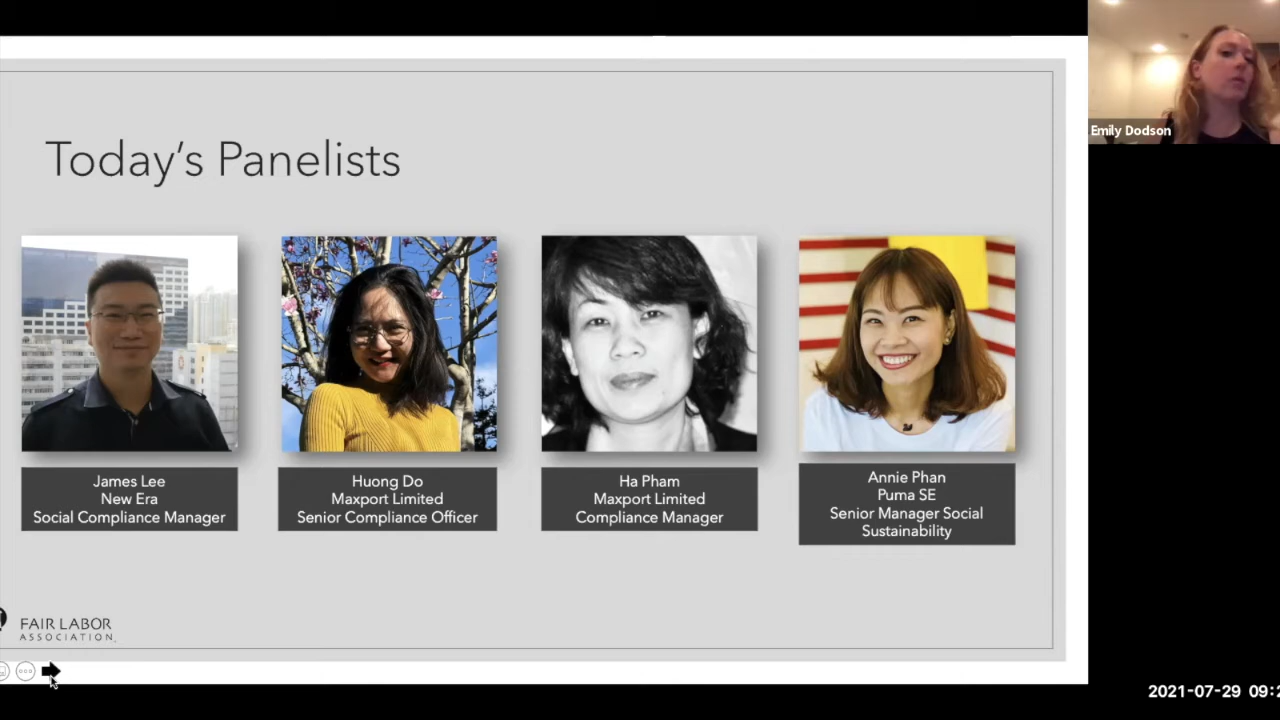 Emily Dodson
Today's Panelists
James Lee
New Era
Social Compliance Manager
Huong Do
Maxport Limited
Senior Compliance Officer
Ha Pham
Maxport Limited
Compliance Manager
Annie Phan
Puma SE
Senior Manager Social
Sustainability
FAIR LABOR
ASSOCIATION.
2021-07-29 09:2